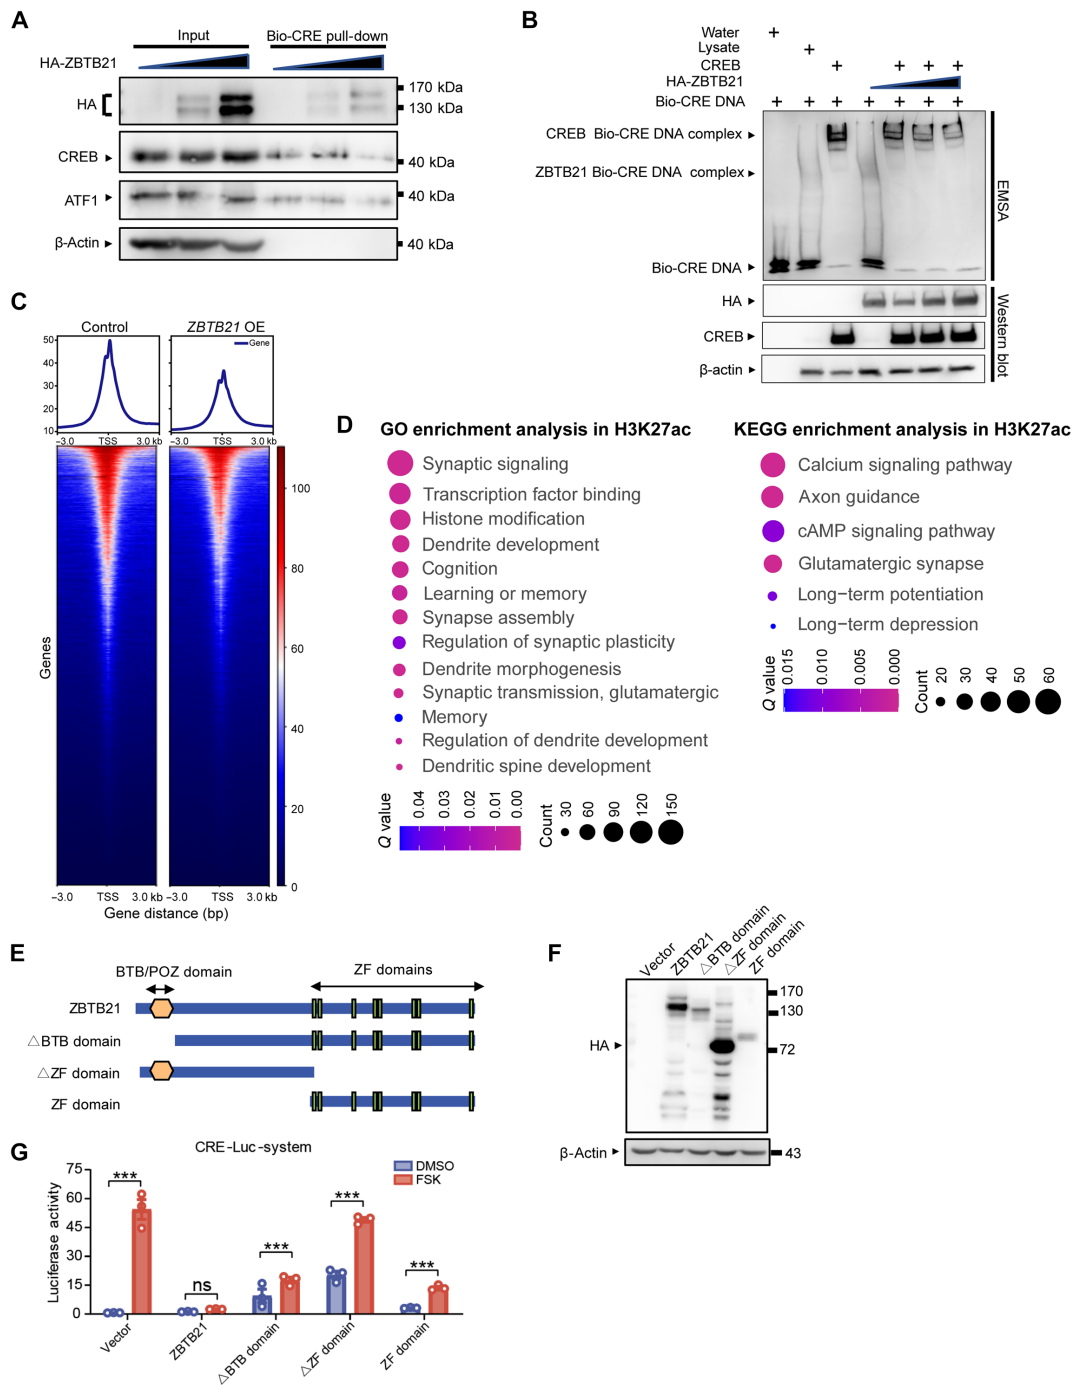 A
Input
Bio-CRE pull-down
HA-ZBTB21
HA
170 kDa
130 kDa
CREB
40 kDa
ATF1
40 kDa
β-Actin
40 kDa
B
Water
+
Lysate
+
CREB
+ + + +
HA-ZBTB21
Bio-CRE DNA
+ + + + + + +
CREB Bio-CRE DNA complex
ZBTB21 Bio-CRE DNA complex
Bio-CRE DNA
EMSA
HA
CREB
β-actin
Western blot
C
Control
ZBTB21 OE
Gene
50
40
30
20
10
−3.0 TSS 3.0 kb
−3.0 TSS 3.0 kb
Genes
100
80
60
40
20
0
−3.0 TSS 3.0 kb
−3.0 TSS 3.0 kb
Gene distance (bp)
D
GO enrichment analysis in H3K27ac
Synaptic signaling
Transcription factor binding
Histone modification
Dendrite development
Cognition
Learning or memory
Synapse assembly
Regulation of synaptic plasticity
Dendrite morphogenesis
Synaptic transmission, glutamatergic
Memory
Regulation of dendrite development
Dendritic spine development
Q value
0.04 0.03 0.02 0.01 0.00
Count
30 60 90 120 150
KEGG enrichment analysis in H3K27ac
Calcium signaling pathway
Axon guidance
cAMP signaling pathway
Glutamatergic synapse
Long−term potentiation
Long−term depression
Q value
0.015 0.010 0.005 0.000
Count
20 30 40 50 60
E
BTB/POZ domain
ZF domains
ZBTB21
△BTB domain
△ZF domain
ZF domain
F
Vector
ZBTB21
△BTB domain
△ZF domain
ZF domain
170
130
HA
72
β-Actin
43
G
CRE-Luc-system
DMSO
FSK
Luciferase activity
75
60
45
30
15
0
***
ns
***
***
***
Vector
ZBTB21
△BTB domain
△ZF domain
ZF domain